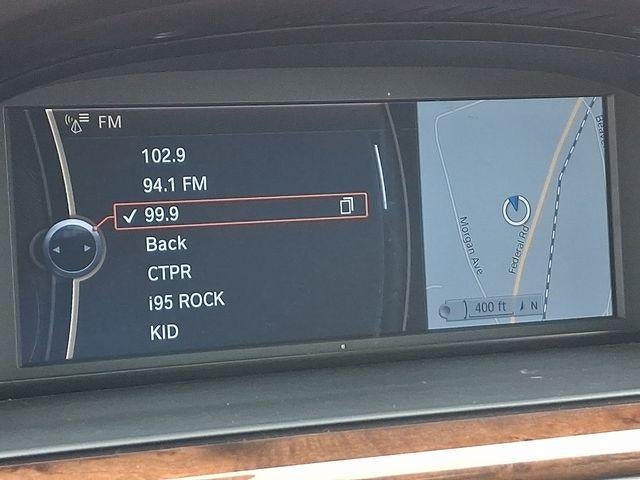 FM
102.9
94.1 FM
✓ 99.9
Back
CTPR
i95 ROCK
KID
Morgan Ave
Federal Rd
400 ft
N